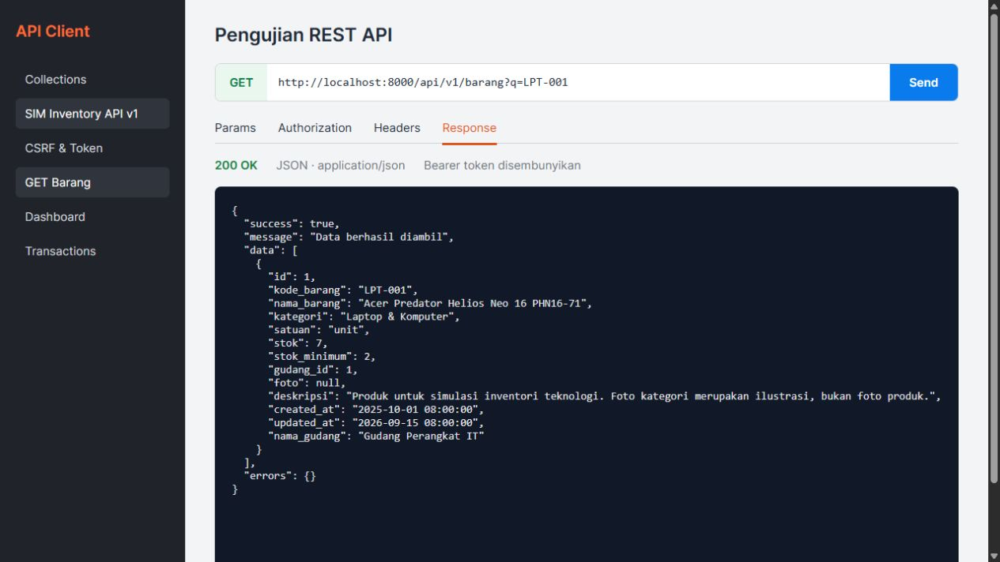 API Client
Collections
SIM Inventory API v1
CSRF & Token
GET Barang
Dashboard
Transactions
Pengujian REST API
GET http://localhost:8000/api/v1/barang?q=LPT-001 Send
Params Authorization Headers Response
200 OK JSON · application/json Bearer token disembunyikan
{
  "success": true,
  "message": "Data berhasil diambil",
  "data": [
    {
      "id": 1,
      "kode_barang": "LPT-001",
      "nama_barang": "Acer Predator Helios Neo 16 PHN16-71",
      "kategori": "Laptop & Komputer",
      "satuan": "unit",
      "stok": 7,
      "stok_minimum": 2,
      "gudang_id": 1,
      "foto": null,
      "deskripsi": "Produk untuk simulasi inventori teknologi. Foto kategori merupakan ilustrasi, bukan foto produk.",
      "created_at": "2025-10-01 08:00:00",
      "updated_at": "2026-09-15 08:00:00",
      "nama_gudang": "Gudang Perangkat IT"
    }
  ],
  "errors": {}
}